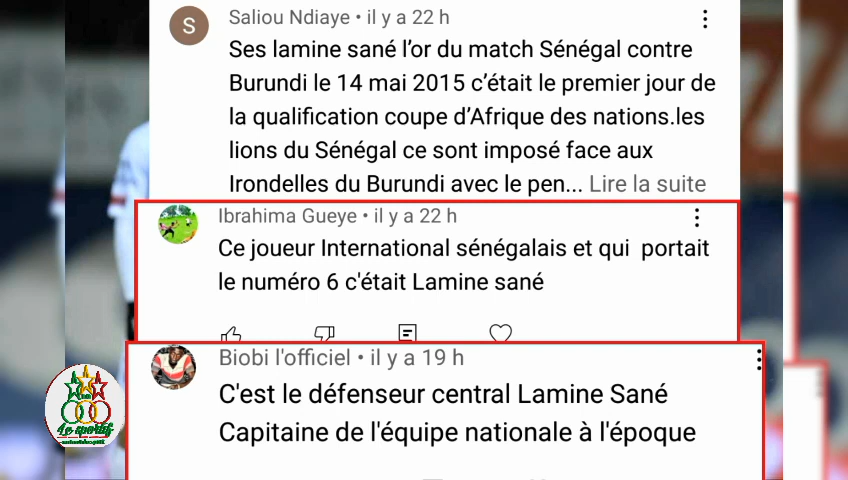 Saliou Ndiaye • il y a 22 h
Ses lamine sané l’or du match Sénégal contre
Burundi le 14 mai 2015 c’était le premier jour de
la qualification coupe d’Afrique des nations.les
lions du Sénégal ce sont imposé face aux
Irondelles du Burundi avec le pen... Lire la suite
Ibrahima Gueye • il y a 22 h
Ce joueur International sénégalais et qui portait
le numéro 6 c'était Lamine sané
Biobi l'officiel • il y a 19 h
C'est le défenseur central Lamine Sané
Capitaine de l'équipe nationale à l'époque
S